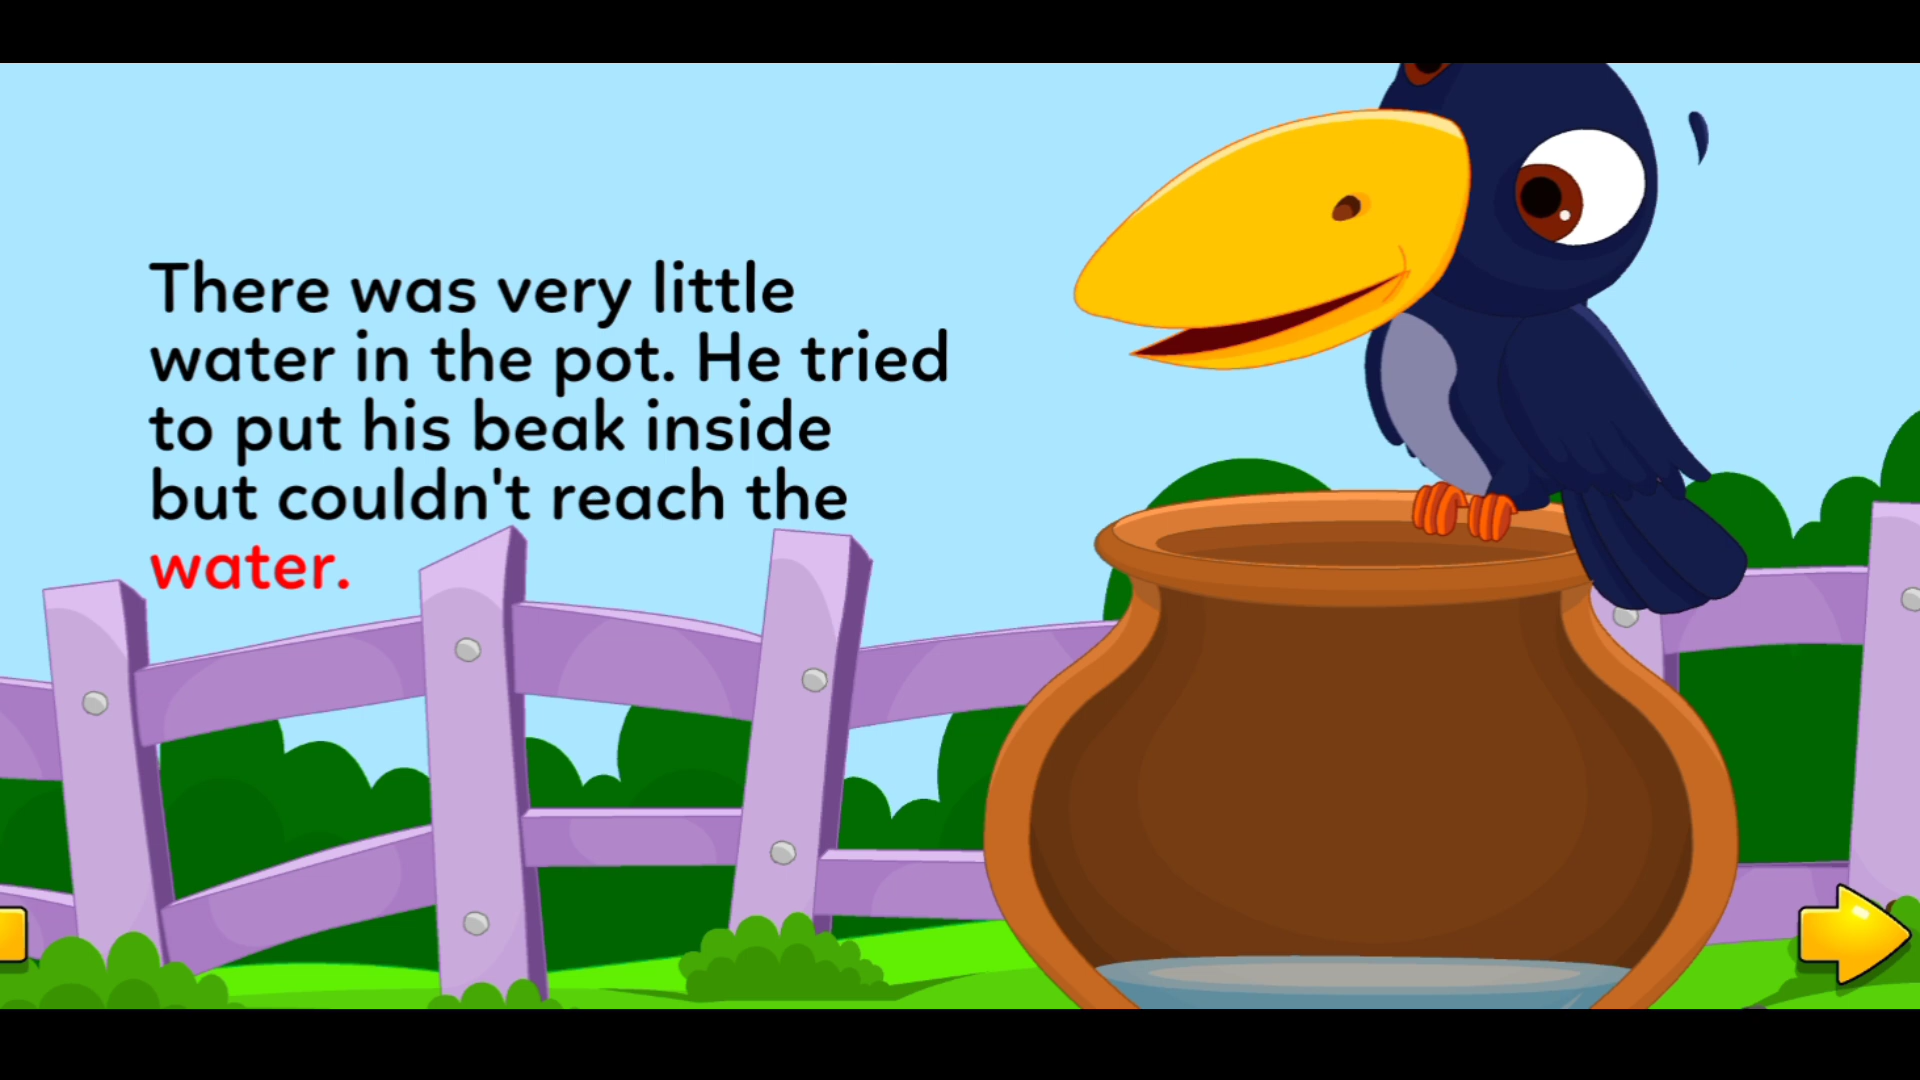 There was very little
water in the pot. He tried
to put his beak inside
but couldn't reach the
water.